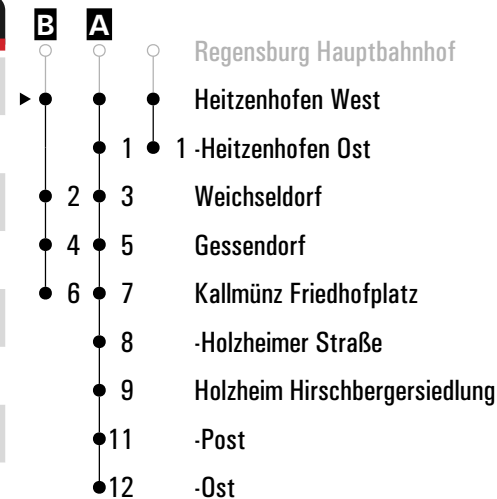 B A
Regensburg Hauptbahnhof
Heitzenhofen West
1 1 -Heitzenhofen Ost
2 3 Weichseldorf
4 5 Gessendorf
6 7 Kallmünz Friedhofplatz
8 -Holzheimer Straße
9 Holzheim Hirschbergersiedlung
11 -Post
12 -Ost